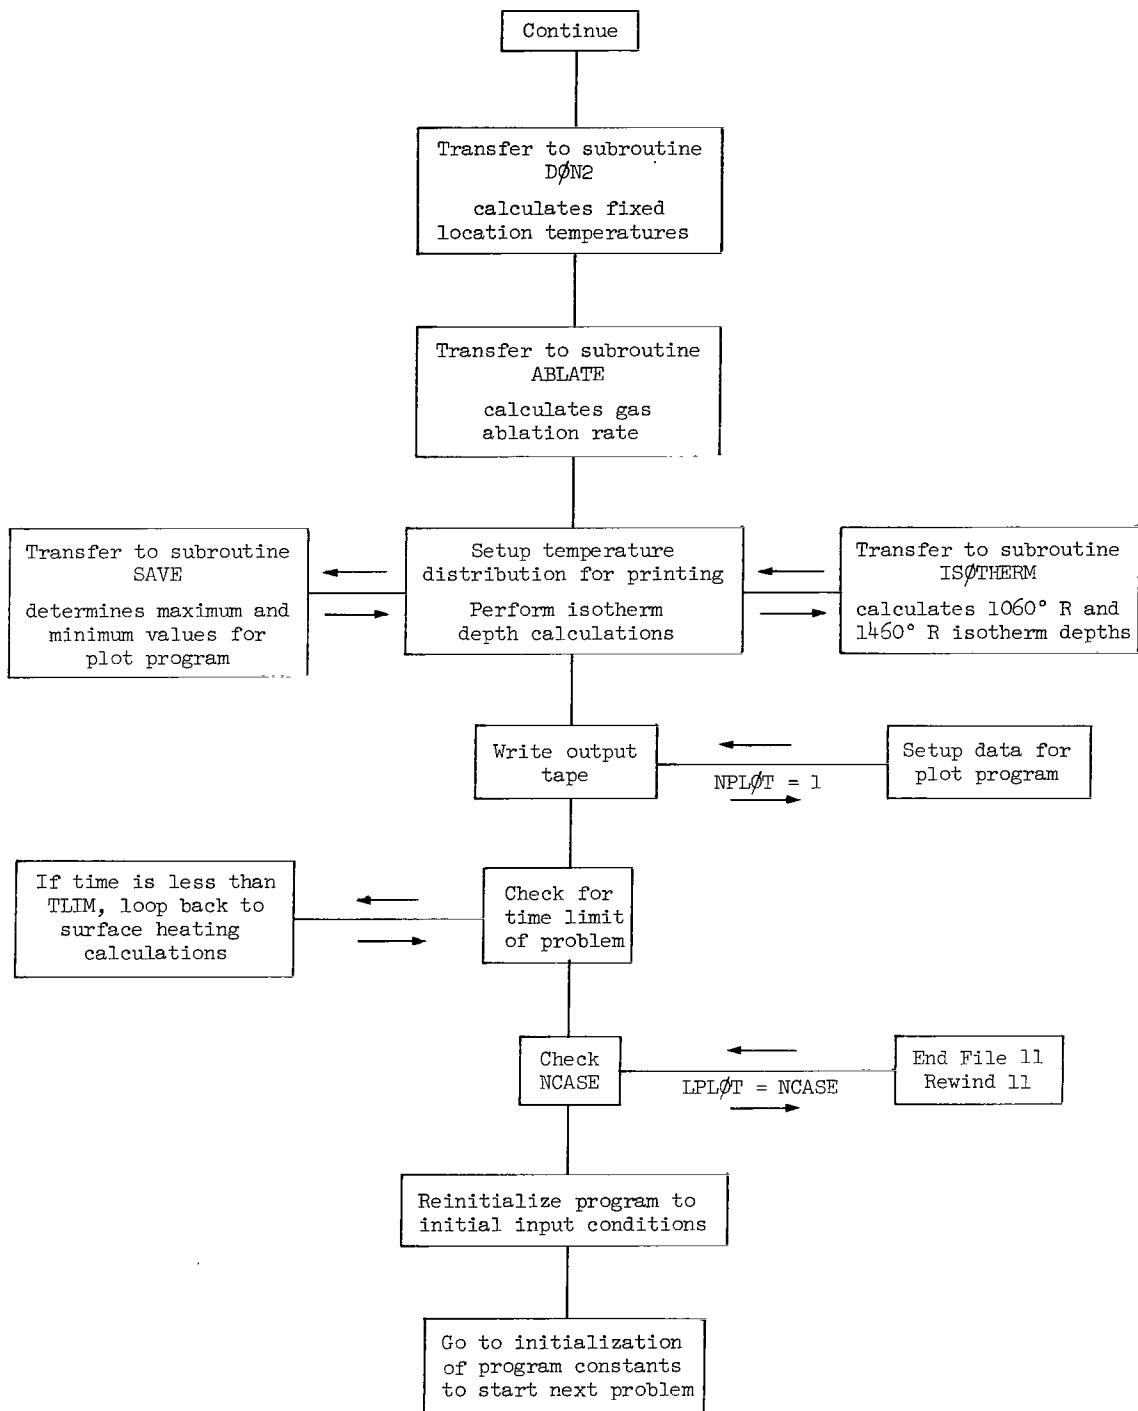 Continue
Transfer to subroutine
DØN2
calculates fixed
location temperatures
Transfer to subroutine
ABLATE
calculates gas
ablation rate
Transfer to subroutine
SAVE
determines maximum and
minimum values for
plot program
Setup temperature
distribution for printing
Perform isotherm
depth calculations
Transfer to subroutine
ISØTHERM
calculates 1060° R and
1460° R isotherm depths
Write output
tape
NPLØT = 1
Setup data for
plot program
If time is less than
TLIM, loop back to
surface heating
calculations
Check for
time limit
of problem
Check
NCASE
LPLØT = NCASE
End File 11
Rewind 11
Reinitialize program to
initial input conditions
Go to initialization
of program constants
to start next problem